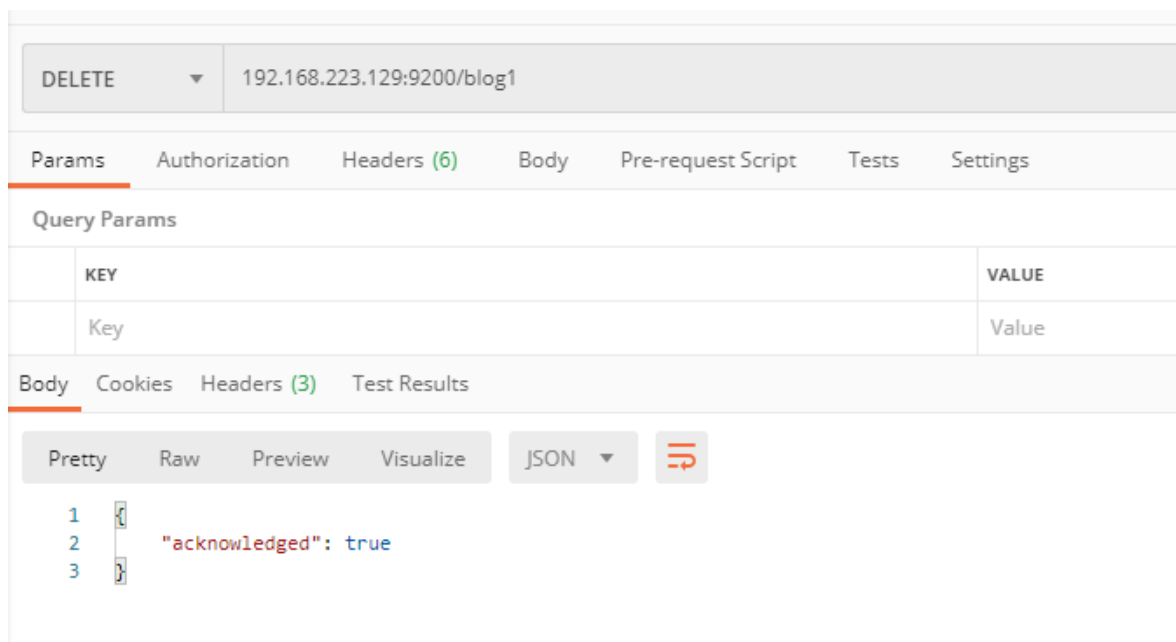 DELETE 192.168.223.129:9200/blog1
Params Authorization Headers (6) Body Pre-request Script Tests Settings
Query Params
KEY VALUE
Key Value
Body Cookies Headers (3) Test Results
Pretty Raw Preview Visualize JSON
1 {
2 "acknowledged": true
3 }